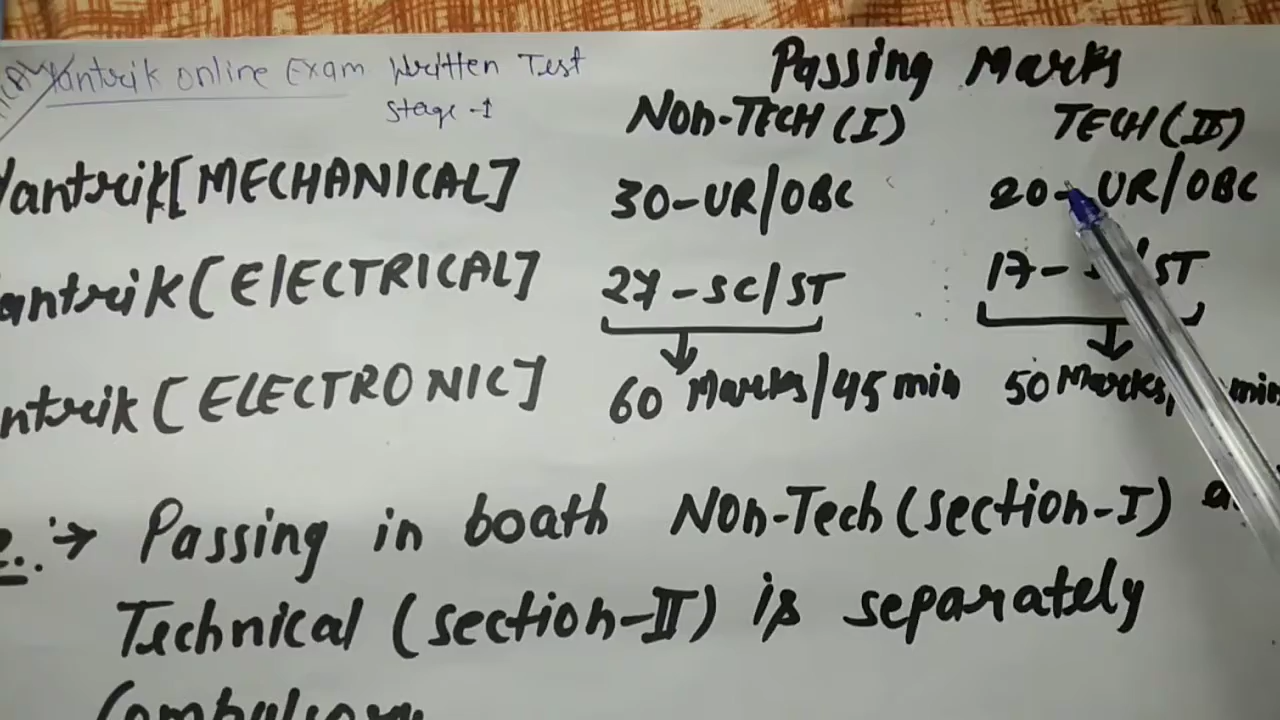 Yantrik online Exam Written Test
Stage-I
Passing Marks
Non-TECH (I) TECH (II)
Yantrik [MECHANICAL] 30-UR/OBC 20-UR/OBC
antrik [ElECTRICAL] 27-SC/ST 17- /ST
ntrik [ELECTRONIC] 60 Marks/45 min 50 Marks, min
Passing in boath Non-Tech (section-I)
Technical (section-II) is separately